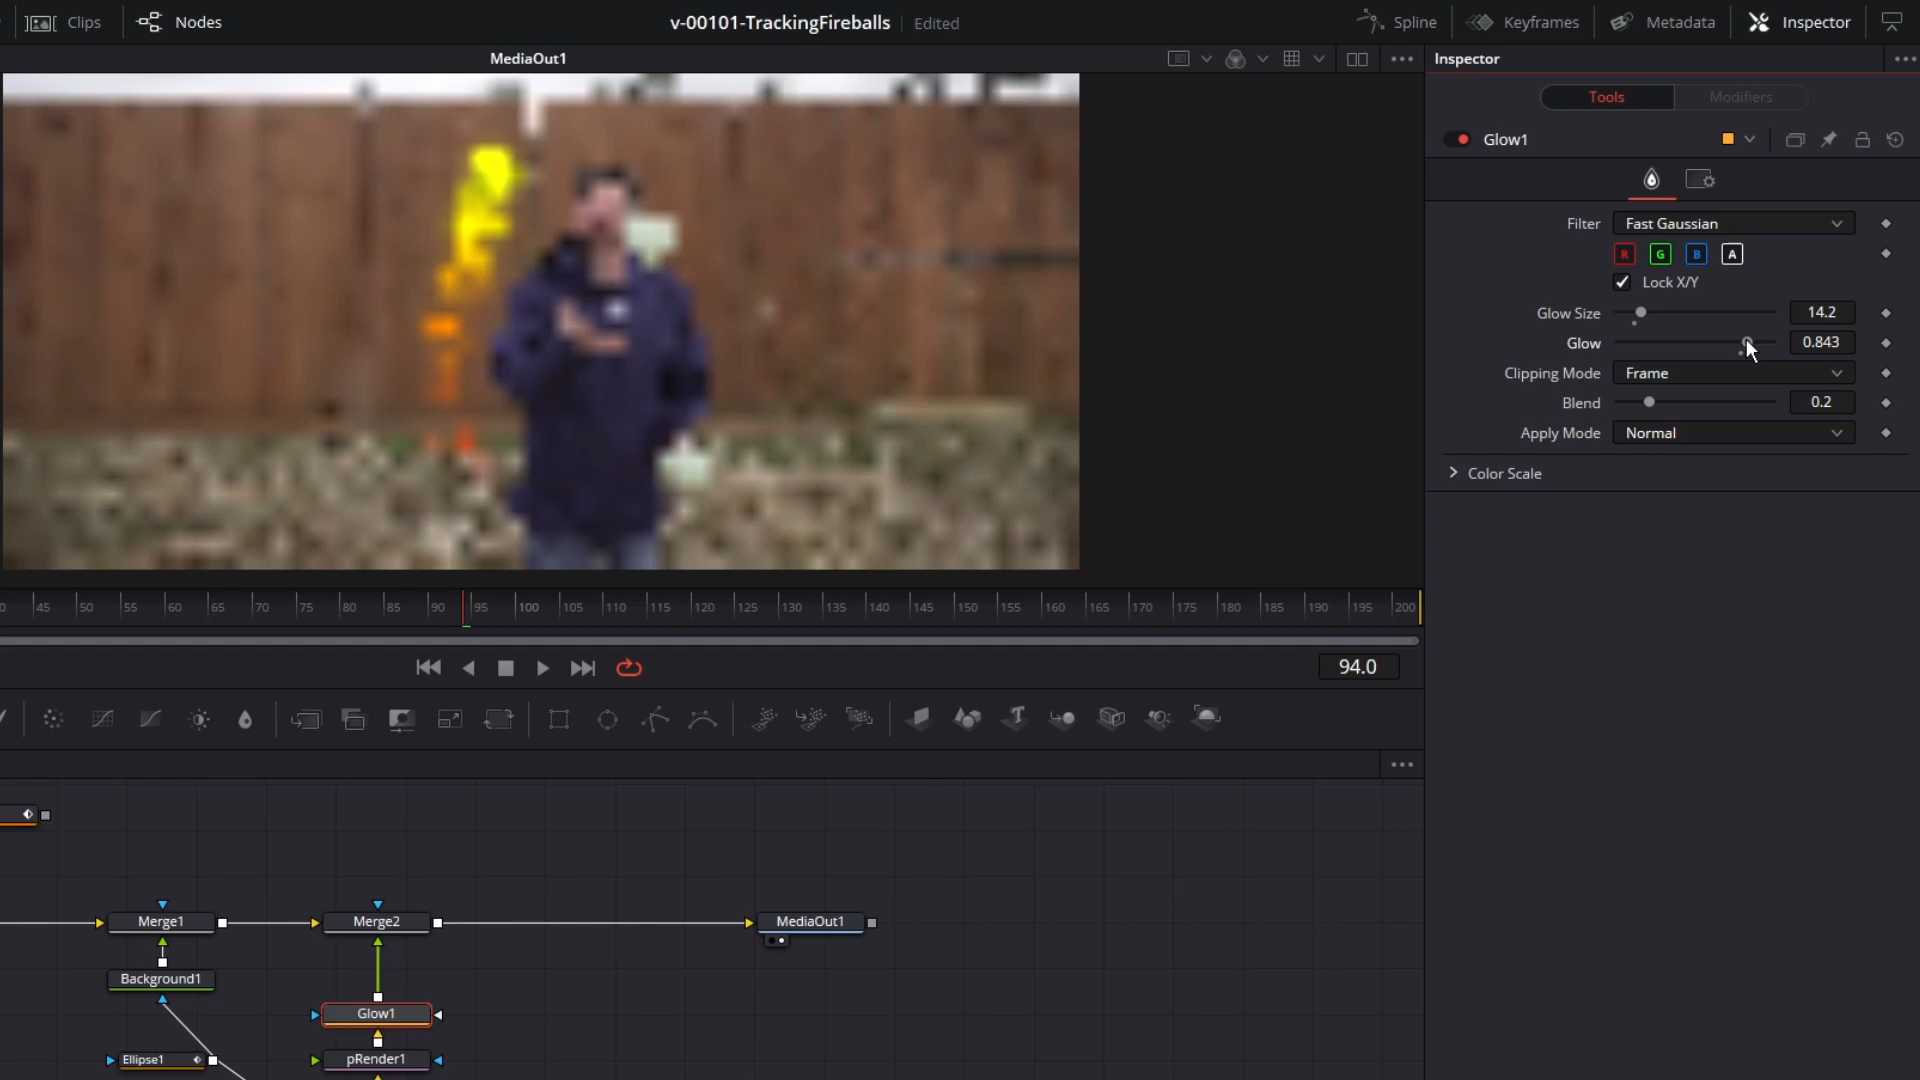 Clips
Nodes
v-00101-TrackingFireballs
Edited
Spline
Keyframes
Metadata
Inspector
MediaOut1
Inspector
Tools
Modifiers
Glow1
Filter
Fast Gaussian
R
G
B
A
Lock X/Y
Glow Size
14.2
Glow
0.843
Clipping Mode
Frame
Blend
0.2
Apply Mode
Normal
Color Scale
45 50 55 60 65 70 75 80 85 90 95 100 105 110 115 120 125 130 135 140 145 150 155 160 165 170 175 180 185 190 195 200
94.0
Merge1
Merge2
MediaOut1
Background1
Glow1
Ellipse1
pRender1